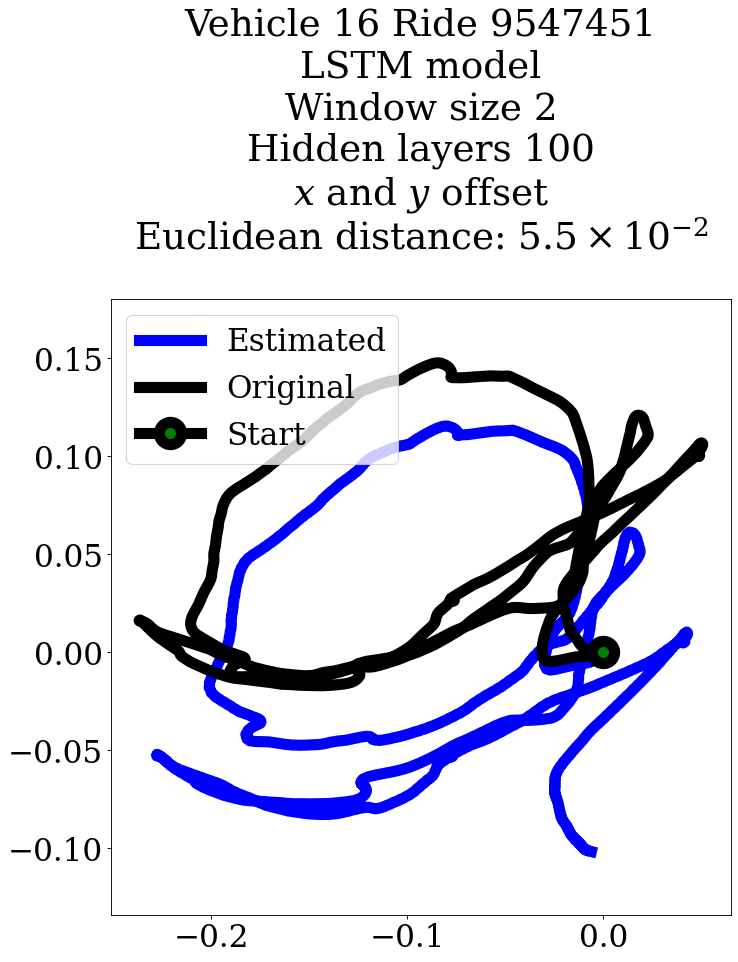 Vehicle 16 Ride 9547451
LSTM model
Window size 2
Hidden layers 100
x and y offset
Euclidean distance: 5.5 × 10⁻²
Estimated
Original
Start
0.15
0.10
0.05
0.00
−0.05
−0.10
−0.2 −0.1 0.0